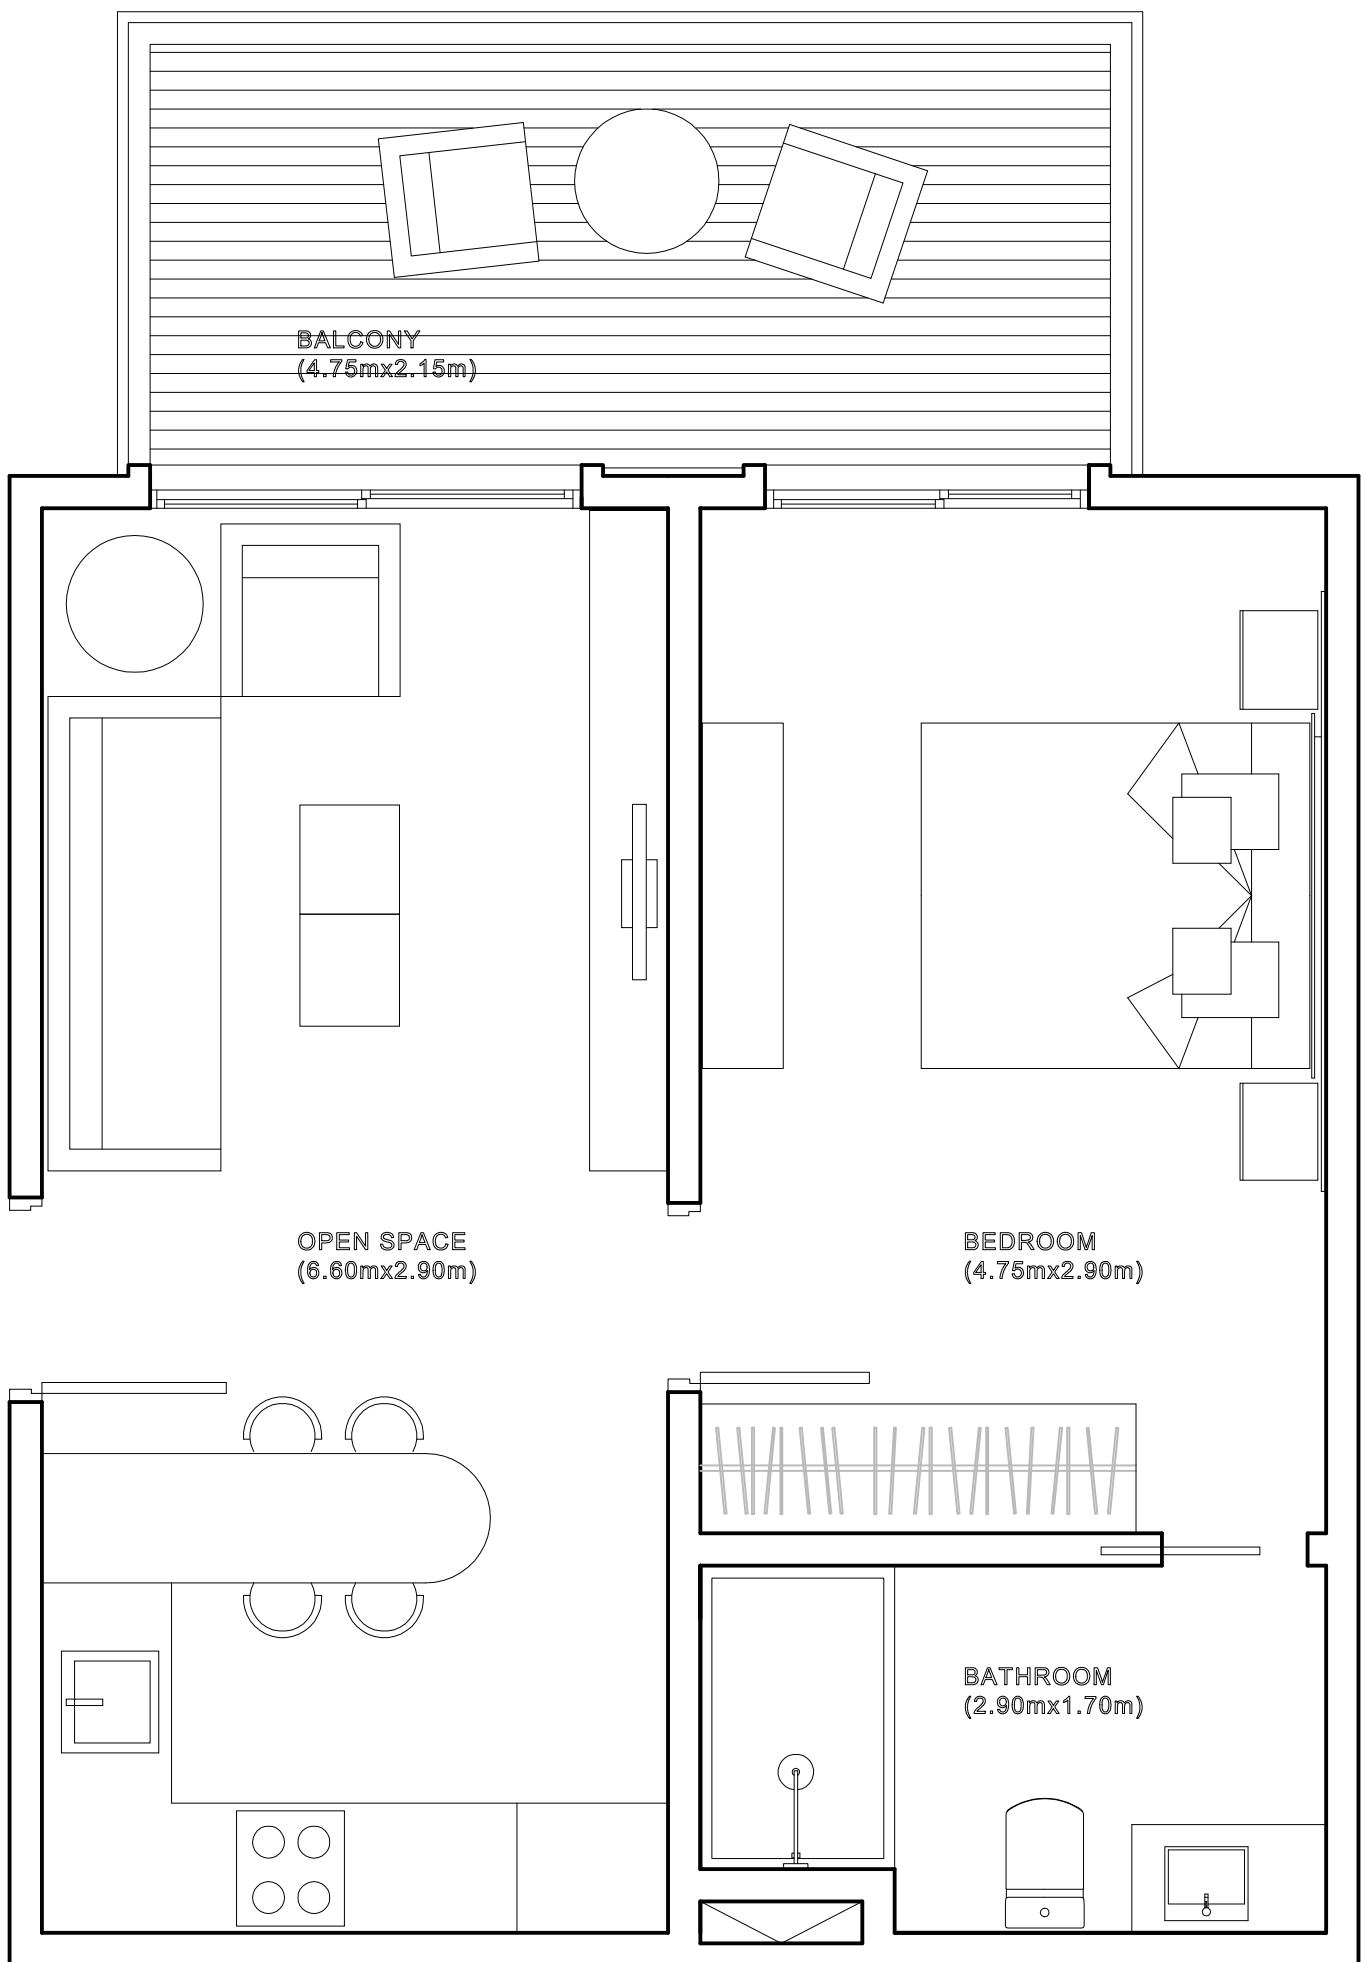 BALCONY
(4.75mx2.15m)
OPEN SPACE
(6.60mx2.90m)
BEDROOM
(4.75mx2.90m)
BATHROOM
(2.90mx1.70m)